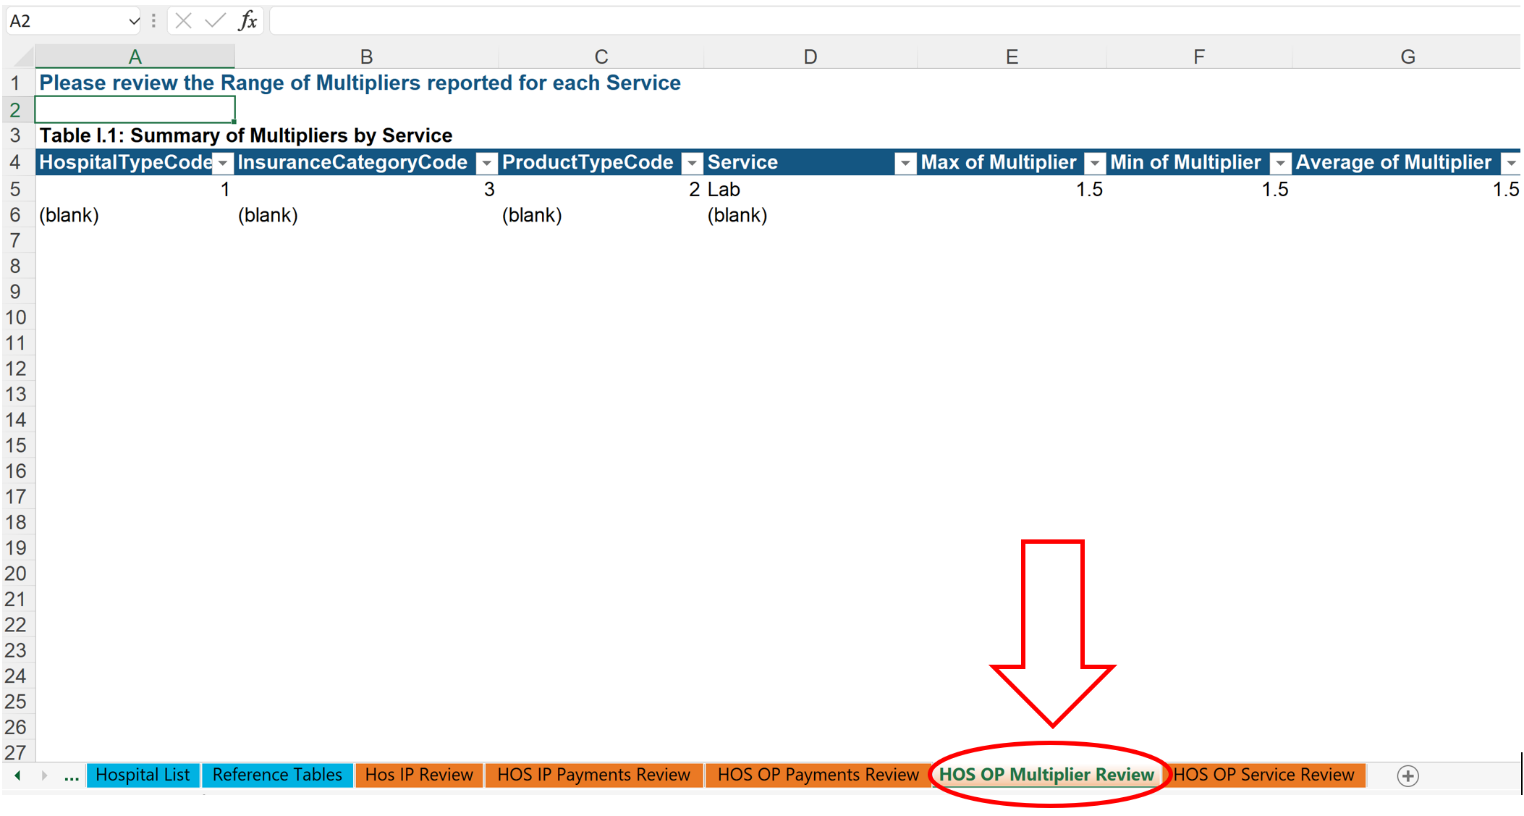 A2 fx
A B C D E F G
1 Please review the Range of Multipliers reported for each Service
2
3 Table I.1: Summary of Multipliers by Service
4 HospitalTypeCode InsuranceCategoryCode ProductTypeCode Service Max of Multiplier Min of Multiplier Average of Multiplier
5 1 3 2 Lab 1.5 1.5 1.5
6 (blank) (blank) (blank) (blank)
7
8
9
10
11
12
13
14
15
16
17
18
19
20
21
22
23
24
25
26
27
... Hospital List Reference Tables Hos IP Review HOS IP Payments Review HOS OP Payments Review HOS OP Multiplier Review HOS OP Service Review